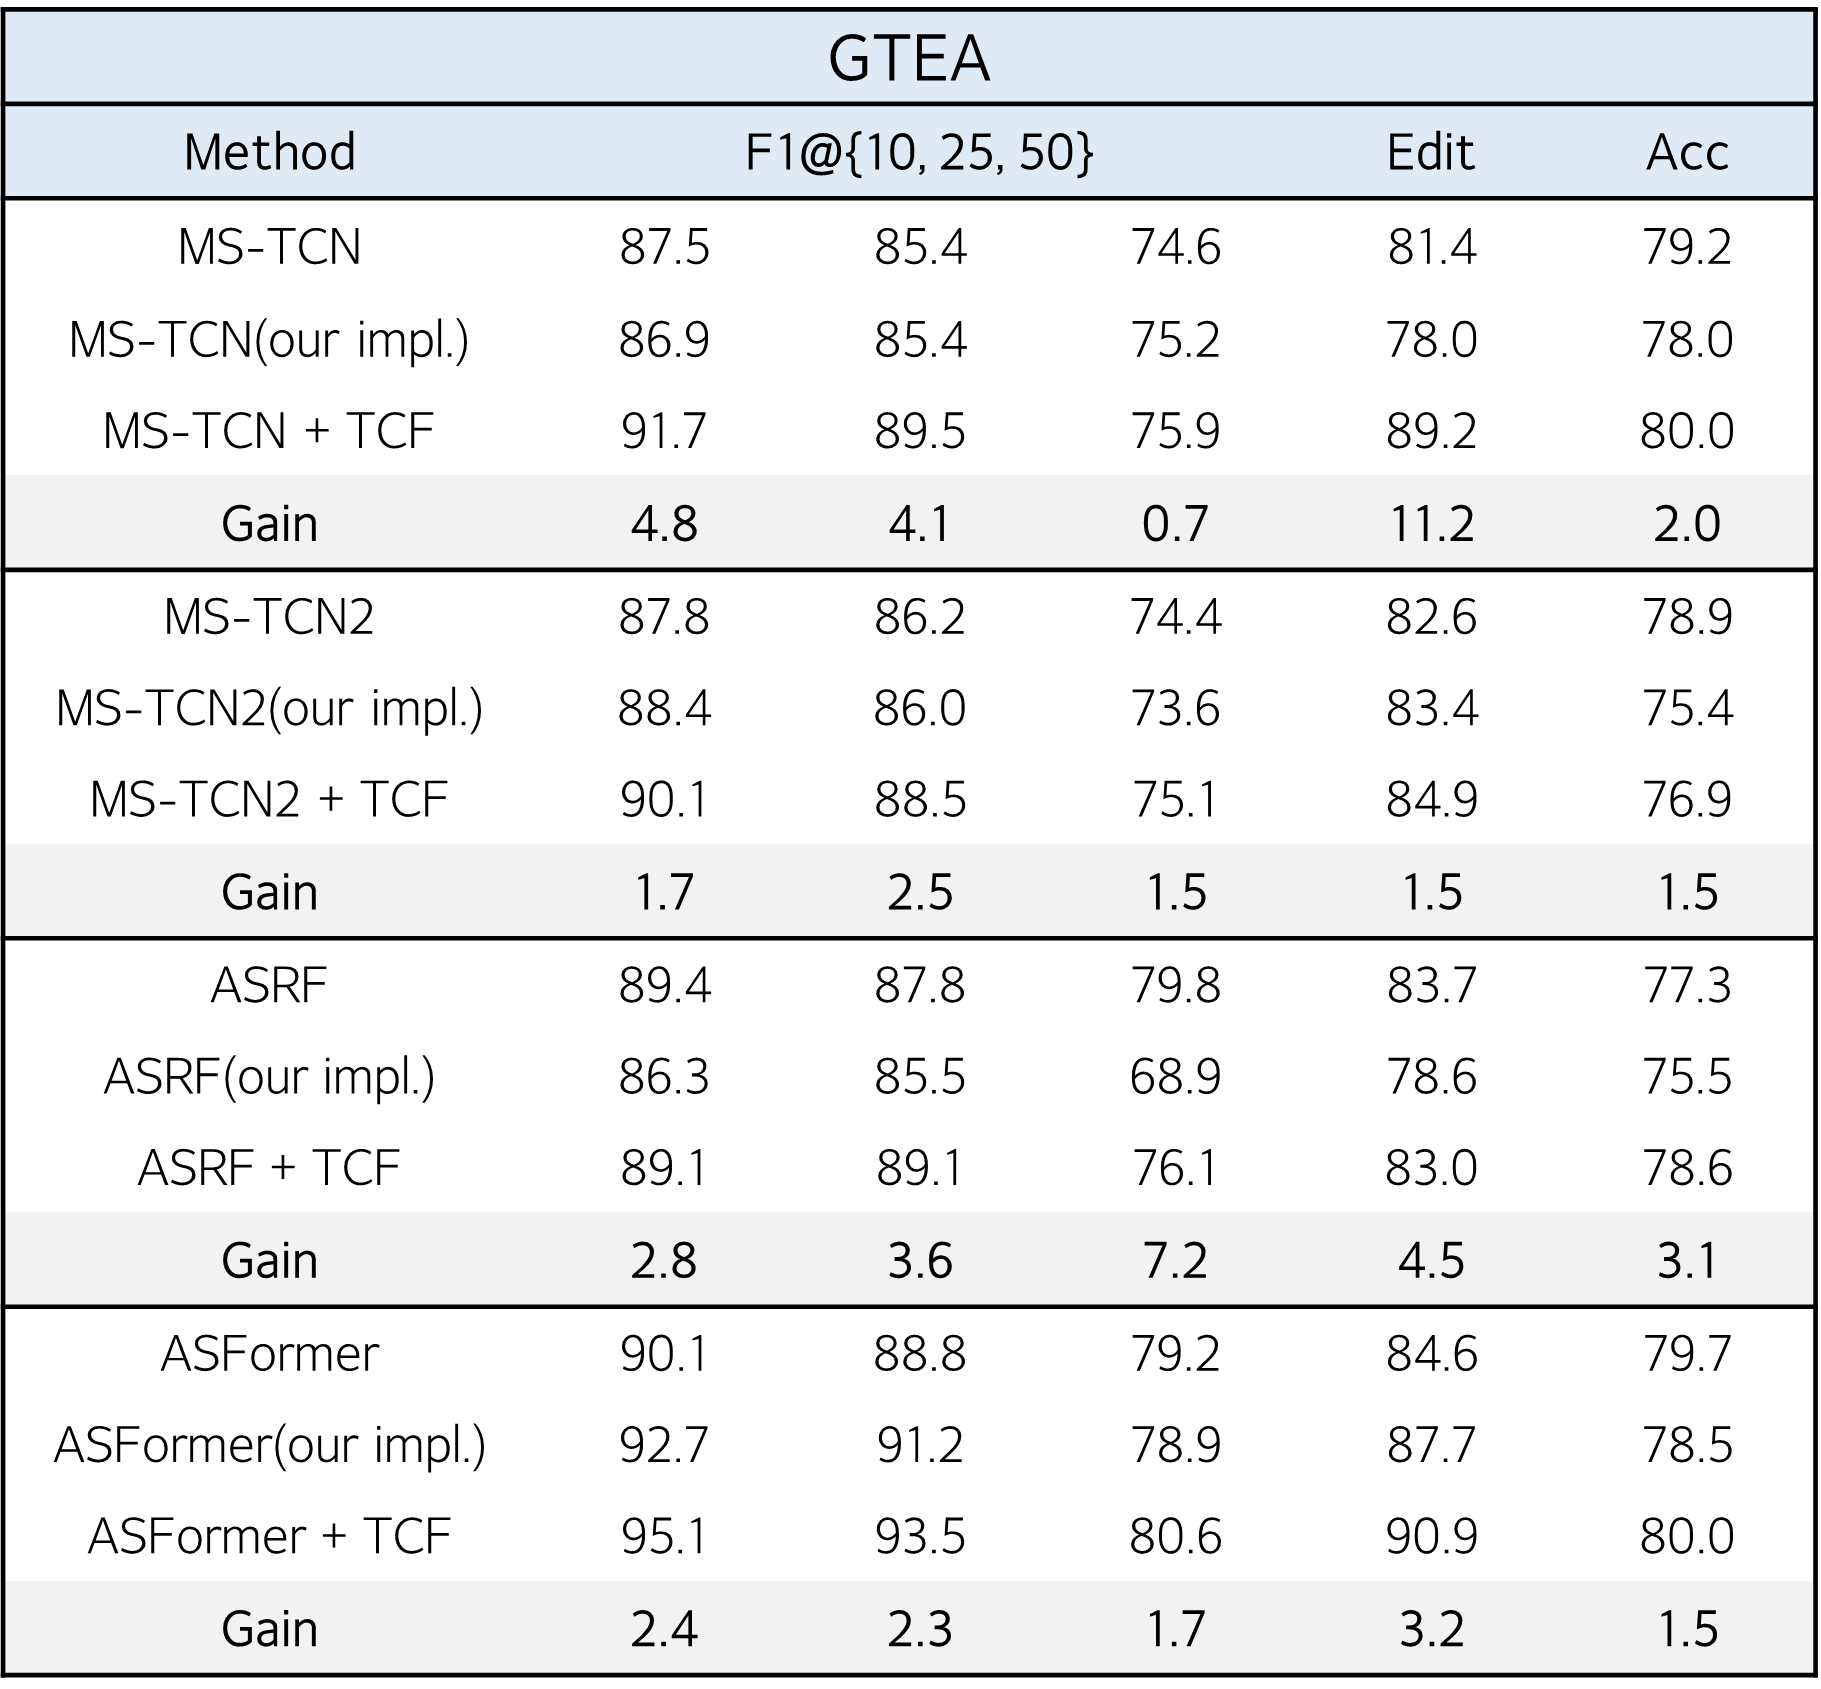 GTEA
Method F1@{10, 25, 50} Edit Acc
MS-TCN 87.5 85.4 74.6 81.4 79.2
MS-TCN(our impl.) 86.9 85.4 75.2 78.0 78.0
MS-TCN + TCF 91.7 89.5 75.9 89.2 80.0
Gain 4.8 4.1 0.7 11.2 2.0
MS-TCN2 87.8 86.2 74.4 82.6 78.9
MS-TCN2(our impl.) 88.4 86.0 73.6 83.4 75.4
MS-TCN2 + TCF 90.1 88.5 75.1 84.9 76.9
Gain 1.7 2.5 1.5 1.5 1.5
ASRF 89.4 87.8 79.8 83.7 77.3
ASRF(our impl.) 86.3 85.5 68.9 78.6 75.5
ASRF + TCF 89.1 89.1 76.1 83.0 78.6
Gain 2.8 3.6 7.2 4.5 3.1
ASFormer 90.1 88.8 79.2 84.6 79.7
ASFormer(our impl.) 92.7 91.2 78.9 87.7 78.5
ASFormer + TCF 95.1 93.5 80.6 90.9 80.0
Gain 2.4 2.3 1.7 3.2 1.5